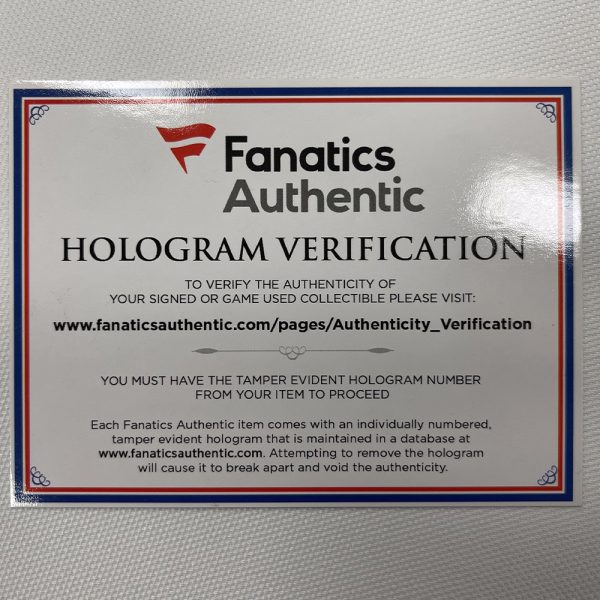 Fanatics
Authentic
HOLOGRAM VERIFICATION
TO VERIFY THE AUTHENTICITY OF
YOUR SIGNED OR GAME USED COLLECTIBLE PLEASE VISIT:
www.fanaticsauthentic.com/pages/Authenticity_Verification
YOU MUST HAVE THE TAMPER EVIDENT HOLOGRAM NUMBER
FROM YOUR ITEM TO PROCEED
Each Fanatics Authentic item comes with an individually numbered,
tamper evident hologram that is maintained in a database at
www.fanaticsauthentic.com. Attempting to remove the hologram
will cause it to break apart and void the authenticity.